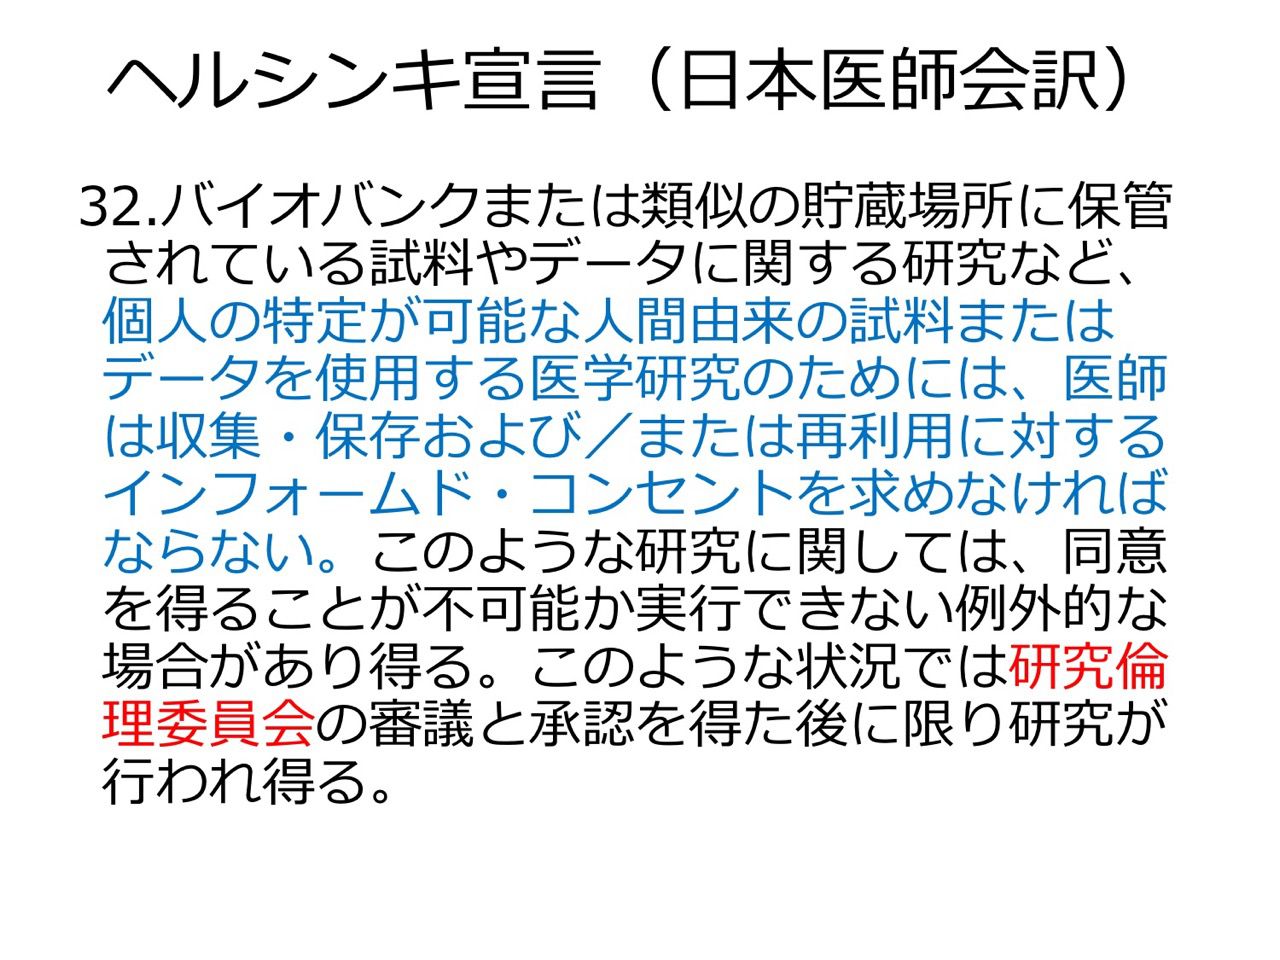 ヘルシンキ宣言（日本医師会訳）
32.バイオバンクまたは類似の貯蔵場所に保管
されている試料やデータに関する研究など、
個人の特定が可能な人間由来の試料または
データを使用する医学研究のためには、医師
は収集・保存および／または再利用に対する
インフォームド・コンセントを求めなければ
ならない。このような研究に関しては、同意
を得ることが不可能か実行できない例外的な
場合があり得る。このような状況では研究倫
理委員会の審議と承認を得た後に限り研究が
行われ得る。